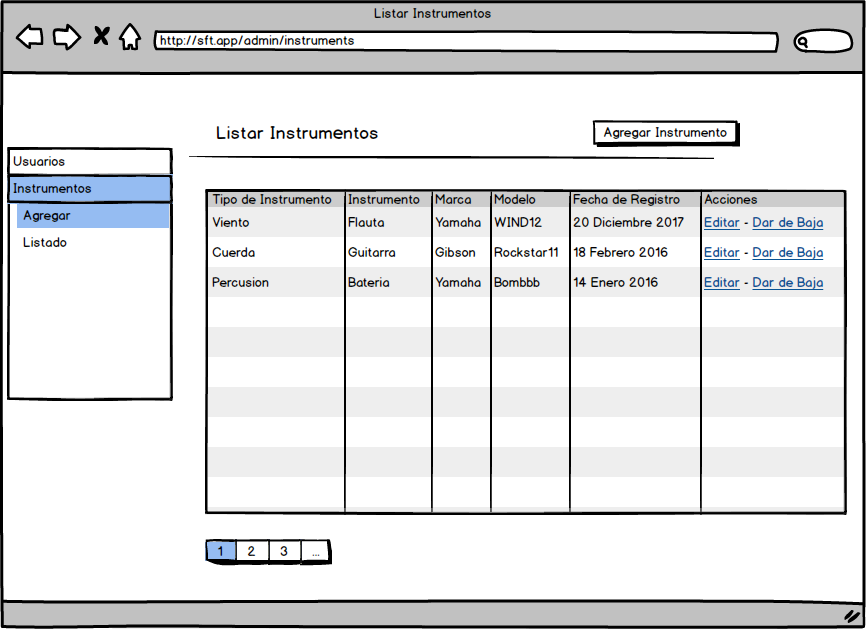 Listar Instrumentos
http://sft.app/admin/instruments
Listar Instrumentos
Agregar Instrumento
Usuarios
Instrumentos
Agregar
Listado
Tipo de Instrumento Instrumento Marca Modelo Fecha de Registro Acciones
Viento Flauta Yamaha WIND12 20 Diciembre 2017 Editar - Dar de Baja
Cuerda Guitarra Gibson Rockstar11 18 Febrero 2016 Editar - Dar de Baja
Percusion Bateria Yamaha Bombbb 14 Enero 2016 Editar - Dar de Baja
1 2 3 ...